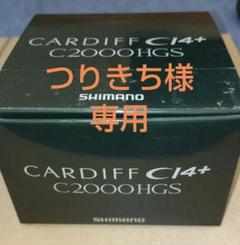 CARDIFF CI4+
C2000HGS
つりきち様
SHIMANO
専用
CARDIFF CI4+
C2000HGS
SHIMANO